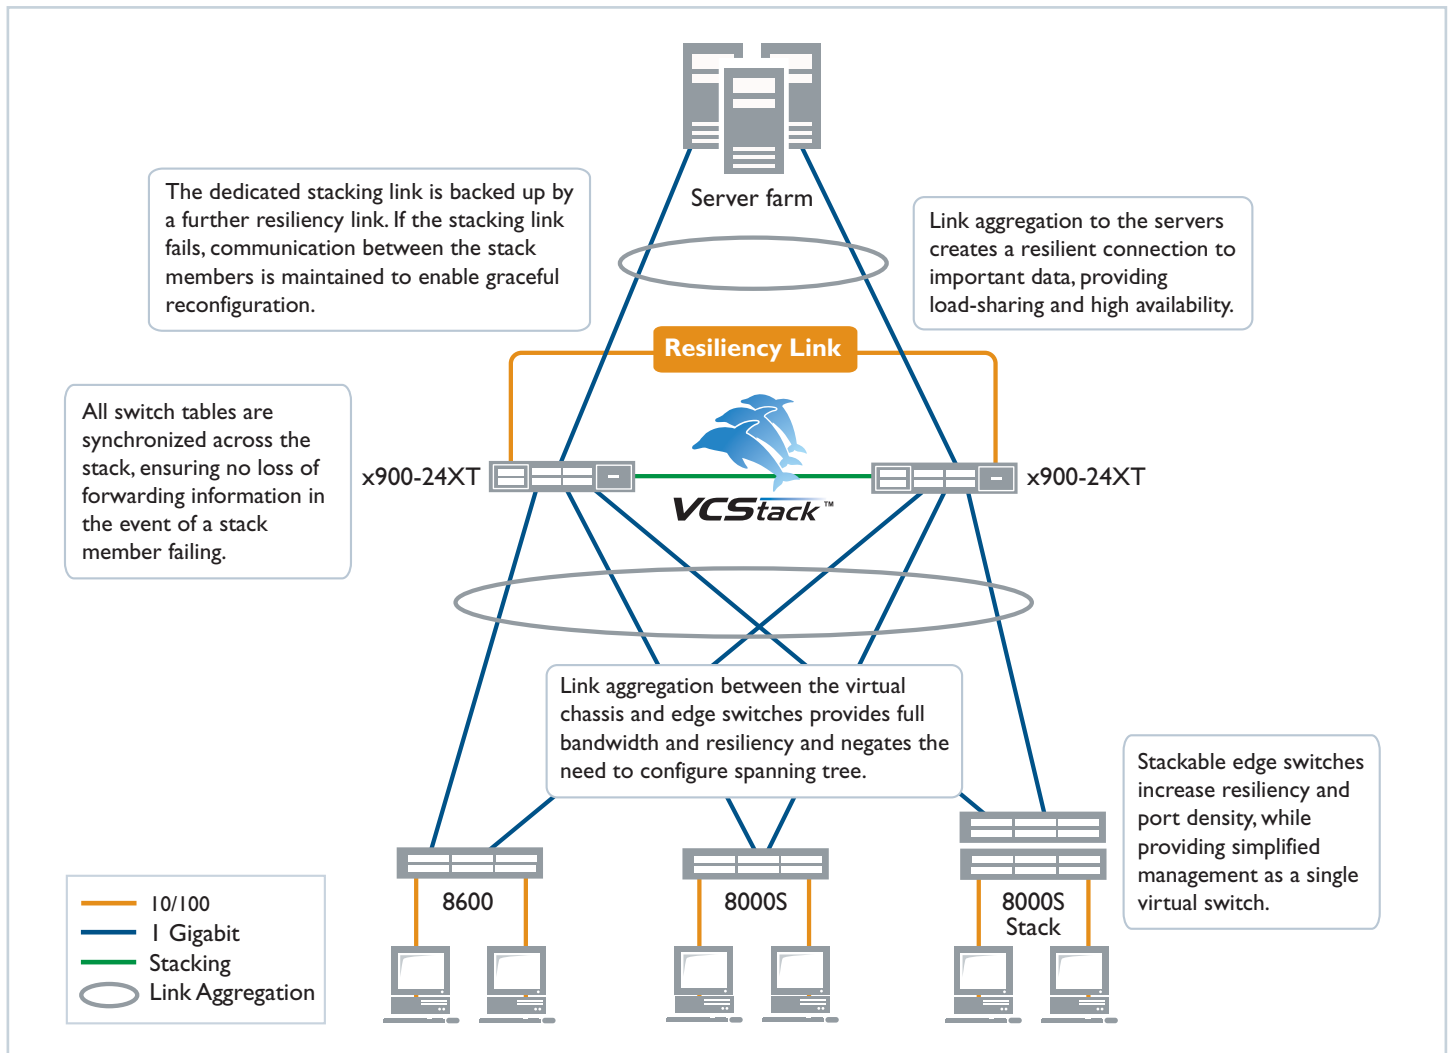 Server farm
The dedicated stacking link is backed up by
a further resiliency link. If the stacking link
fails, communication between the stack
members is maintained to enable graceful
reconfiguration.
Link aggregation to the servers
creates a resilient connection to
important data, providing
load-sharing and high availability.
Resiliency Link
All switch tables are
synchronized across the
stack, ensuring no loss of
forwarding information in
the event of a stack
member failing.
x900-24XT
VCStack™
x900-24XT
Link aggregation between the virtual
chassis and edge switches provides full
bandwidth and resiliency and negates the
need to configure spanning tree.
Stackable edge switches
increase resiliency and
port density, while
providing simplified
management as a single
virtual switch.
8600
8000S
8000S
Stack
10/100
1 Gigabit
Stacking
Link Aggregation